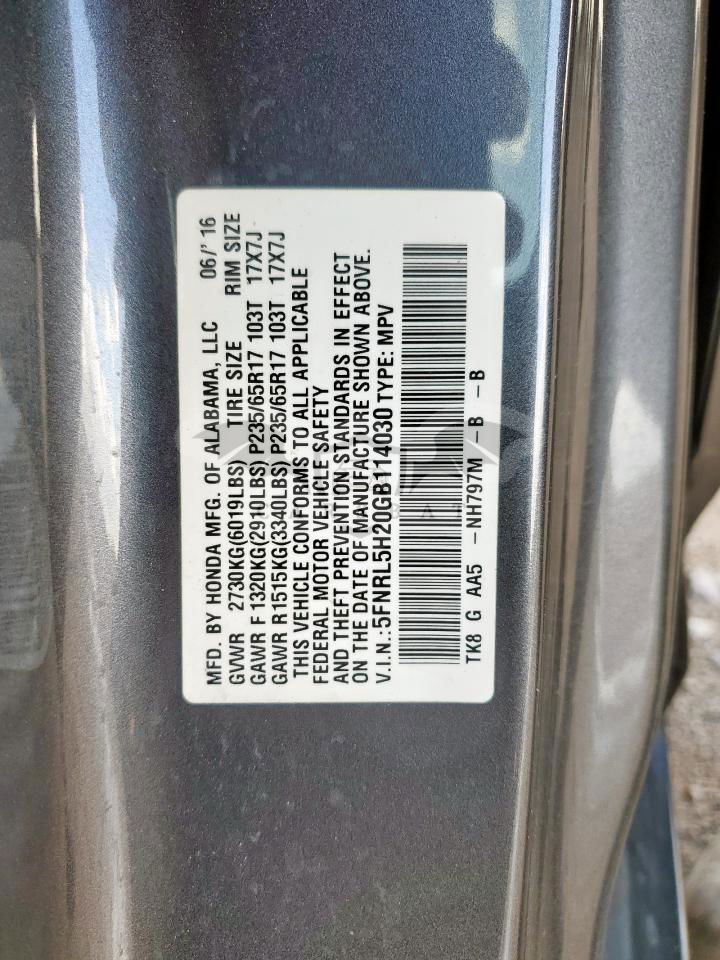 MFD. BY HONDA MFG. OF ALABAMA, LLC 06/'16
GVWR 2730KG(6019LBS) TIRE SIZE RIM SIZE
GAWR F 1320KG(2910LBS) P235/65R17 103T 17X7J
GAWR R 1515KG(3340LBS) P235/65R17 103T 17X7J
THIS VEHICLE CONFORMS TO ALL APPLICABLE
FEDERAL MOTOR VEHICLE SAFETY
AND THEFT PREVENTION STANDARDS IN EFFECT
ON THE DATE OF MANUFACTURE SHOWN ABOVE.
V.I.N.:5FNRL5H20GB114030 TYPE: MPV
TK8 G AA5 -NH797M - B - B